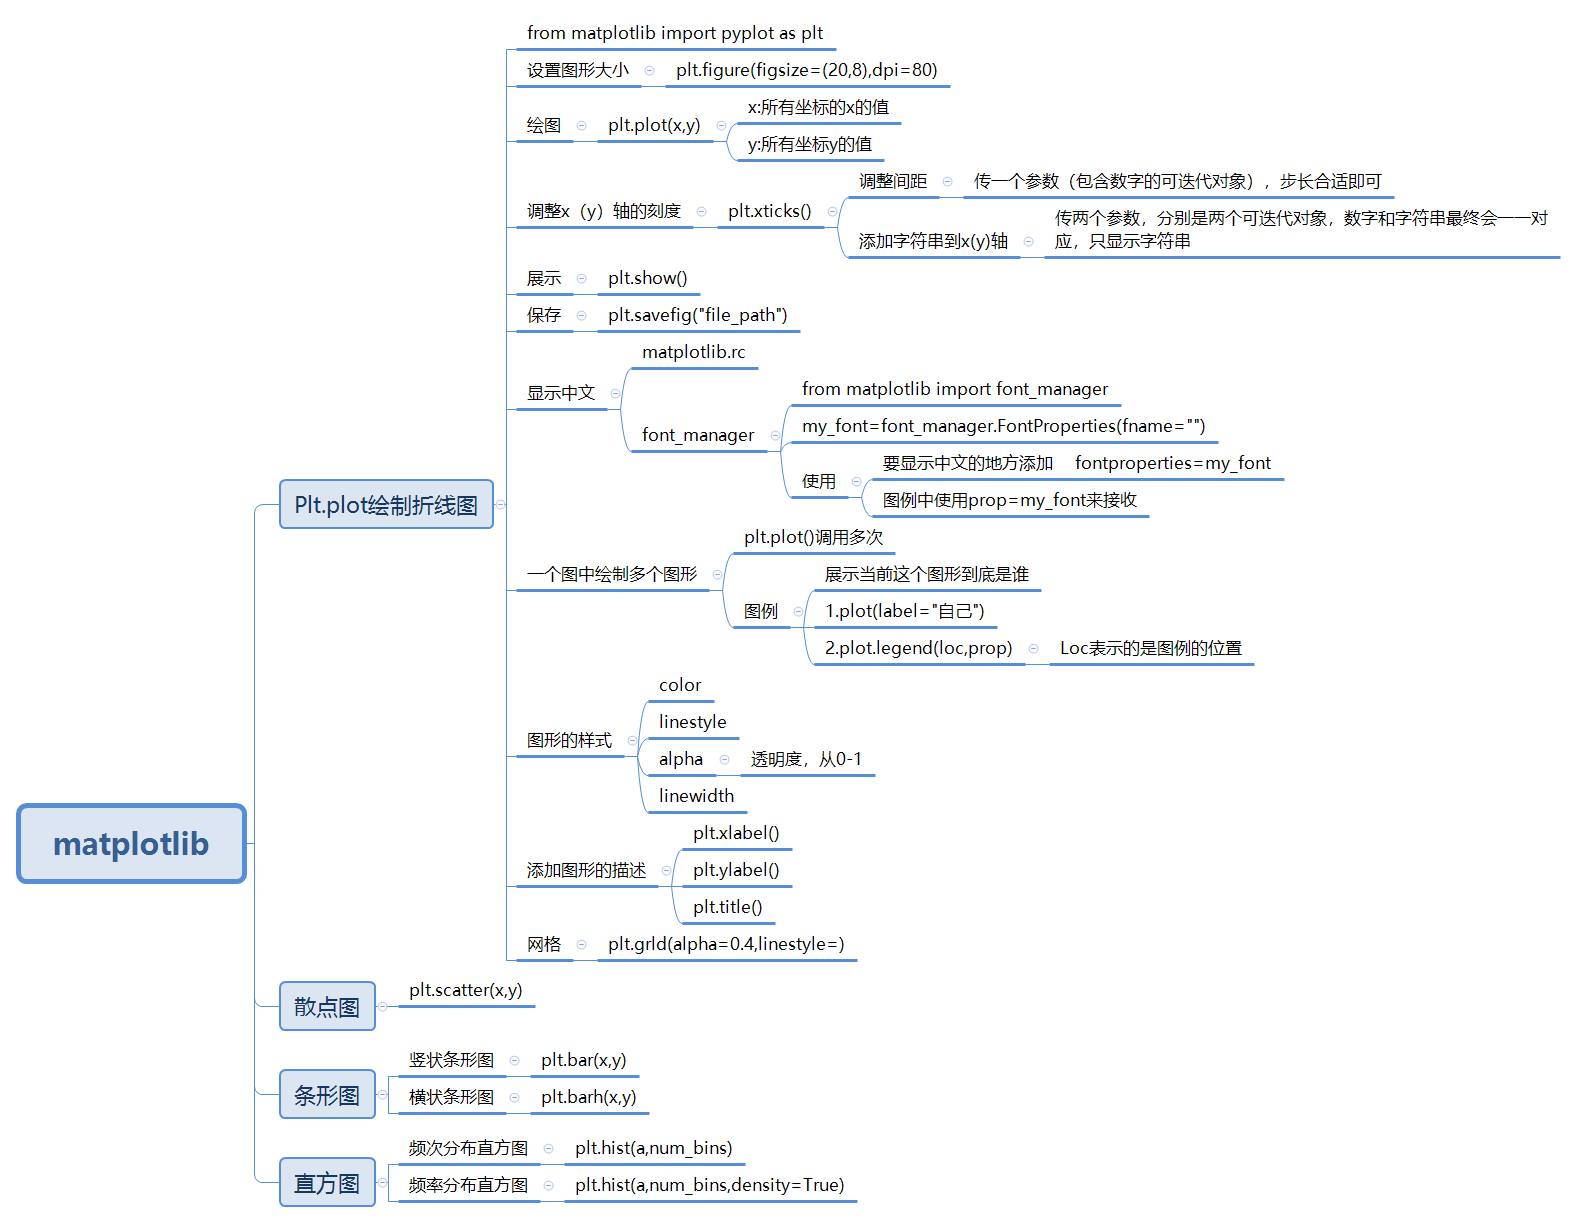 matplotlib
Plt.plot绘制折线图
from matplotlib import pyplot as plt
设置图形大小
plt.figure(figsize=(20,8),dpi=80)
绘图
plt.plot(x,y)
x:所有坐标的x的值
y:所有坐标y的值
调整x（y）轴的刻度
plt.xticks()
调整间距
传一个参数（包含数字的可迭代对象），步长合适即可
添加字符串到x(y)轴
传两个参数，分别是两个可迭代对象，数字和字符串最终会一一对
应，只显示字符串
展示
plt.show()
保存
plt.savefig("file_path")
显示中文
matplotlib.rc
font_manager
from matplotlib import font_manager
my_font=font_manager.FontProperties(fname="")
使用
要显示中文的地方添加 fontproperties=my_font
图例中使用prop=my_font来接收
一个图中绘制多个图形
plt.plot()调用多次
图例
展示当前这个图形到底是谁
1.plot(label="自己")
2.plot.legend(loc,prop)
Loc表示的是图例的位置
图形的样式
color
linestyle
alpha
透明度，从0-1
linewidth
添加图形的描述
plt.xlabel()
plt.ylabel()
plt.title()
网格
plt.grld(alpha=0.4,linestyle=)
散点图
plt.scatter(x,y)
条形图
竖状条形图
plt.bar(x,y)
横状条形图
plt.barh(x,y)
直方图
频次分布直方图
plt.hist(a,num_bins)
频率分布直方图
plt.hist(a,num_bins,density=True)